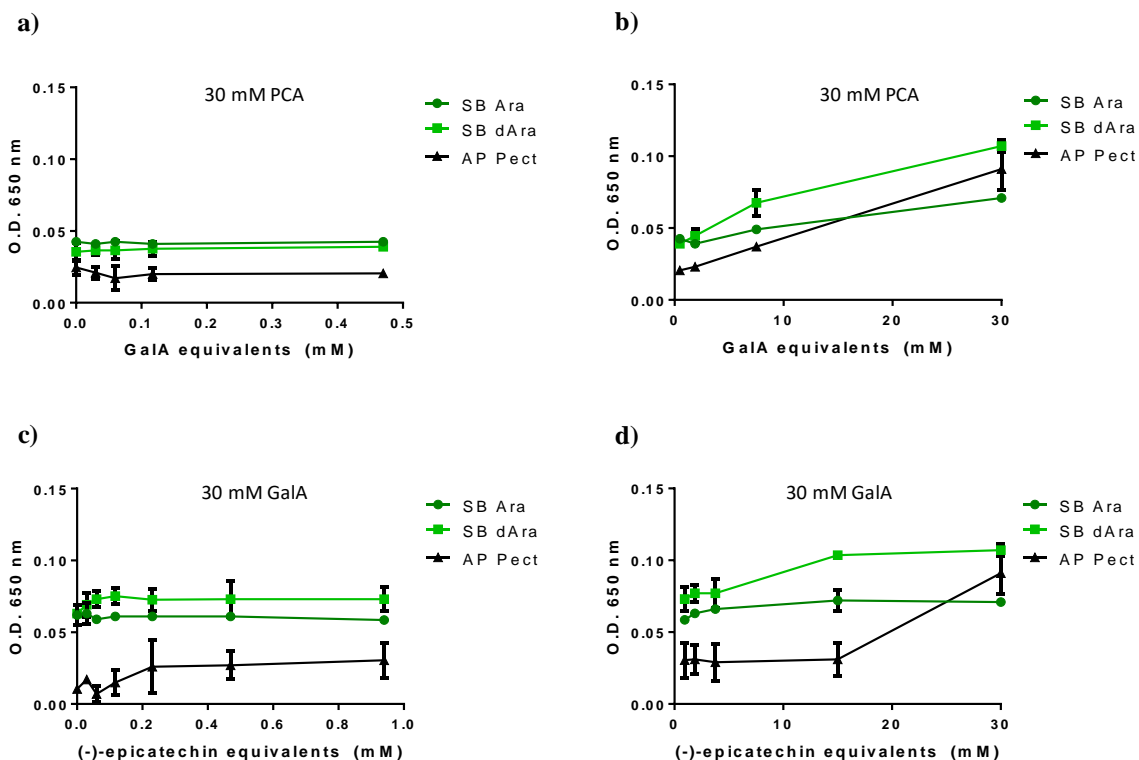 a)
30 mM PCA
O.D. 650 nm
0.15
0.10
0.05
0.00
0.0 0.1 0.2 0.3 0.4 0.5
GalA equivalents (mM)
SB Ara
SB dAra
AP Pect
b)
30 mM PCA
O.D. 650 nm
0.15
0.10
0.05
0.00
0 10 20 30
GalA equivalents (mM)
SB Ara
SB dAra
AP Pect
c)
30 mM GalA
O.D. 650 nm
0.15
0.10
0.05
0.00
0.0 0.2 0.4 0.6 0.8 1.0
(-)-epicatechin equivalents (mM)
SB Ara
SB dAra
AP Pect
d)
30 mM GalA
O.D. 650 nm
0.15
0.10
0.05
0.00
0 10 20 30
(-)-epicatechin equivalents (mM)
SB Ara
SB dAra
AP Pect